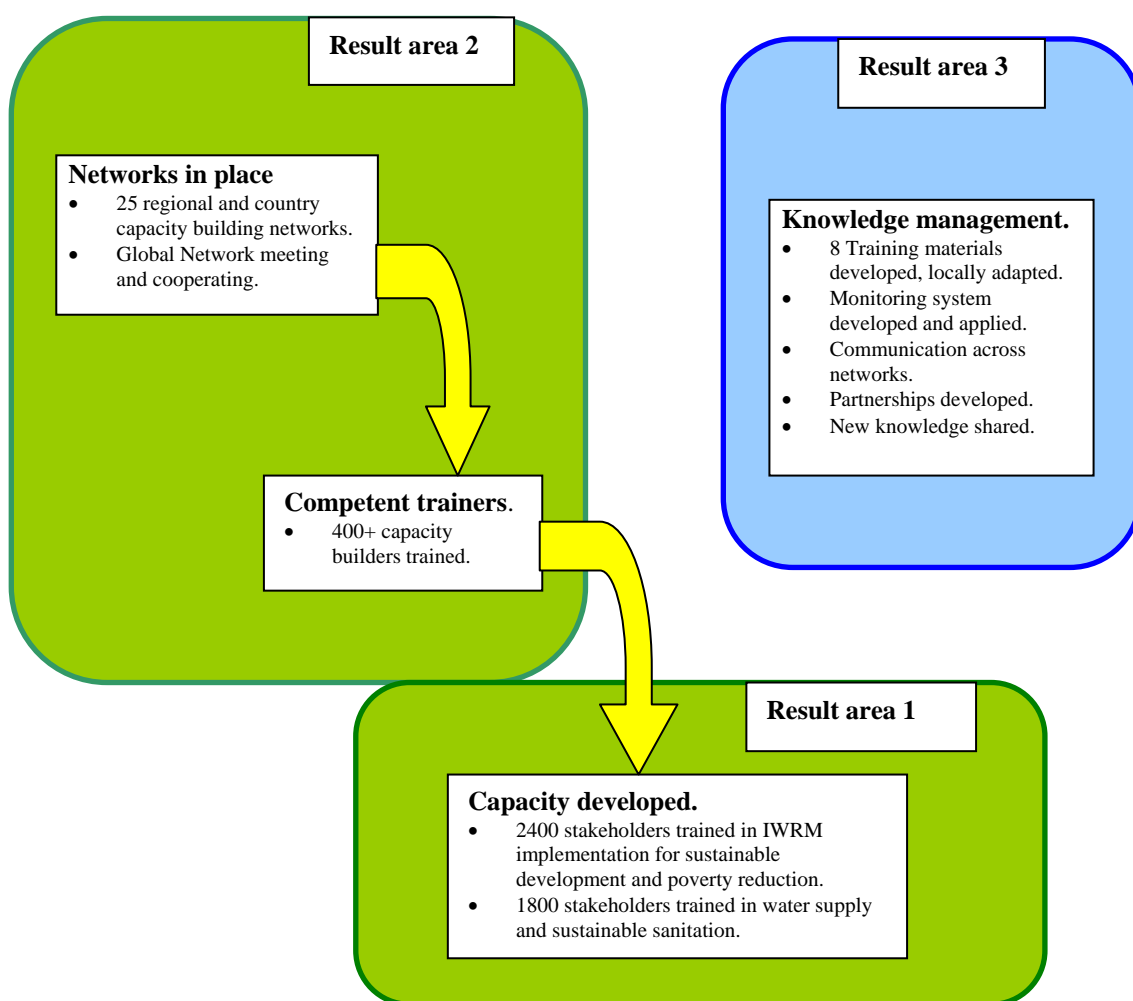 Result area 2
Networks in place
• 25 regional and country
capacity building networks.
• Global Network meeting
and cooperating.
Competent trainers.
• 400+ capacity
builders trained.
Result area 3
Knowledge management.
• 8 Training materials
developed, locally adapted.
• Monitoring system
developed and applied.
• Communication across
networks.
• Partnerships developed.
• New knowledge shared.
Result area 1
Capacity developed.
• 2400 stakeholders trained in IWRM
implementation for sustainable
development and poverty reduction.
• 1800 stakeholders trained in water supply
and sustainable sanitation.